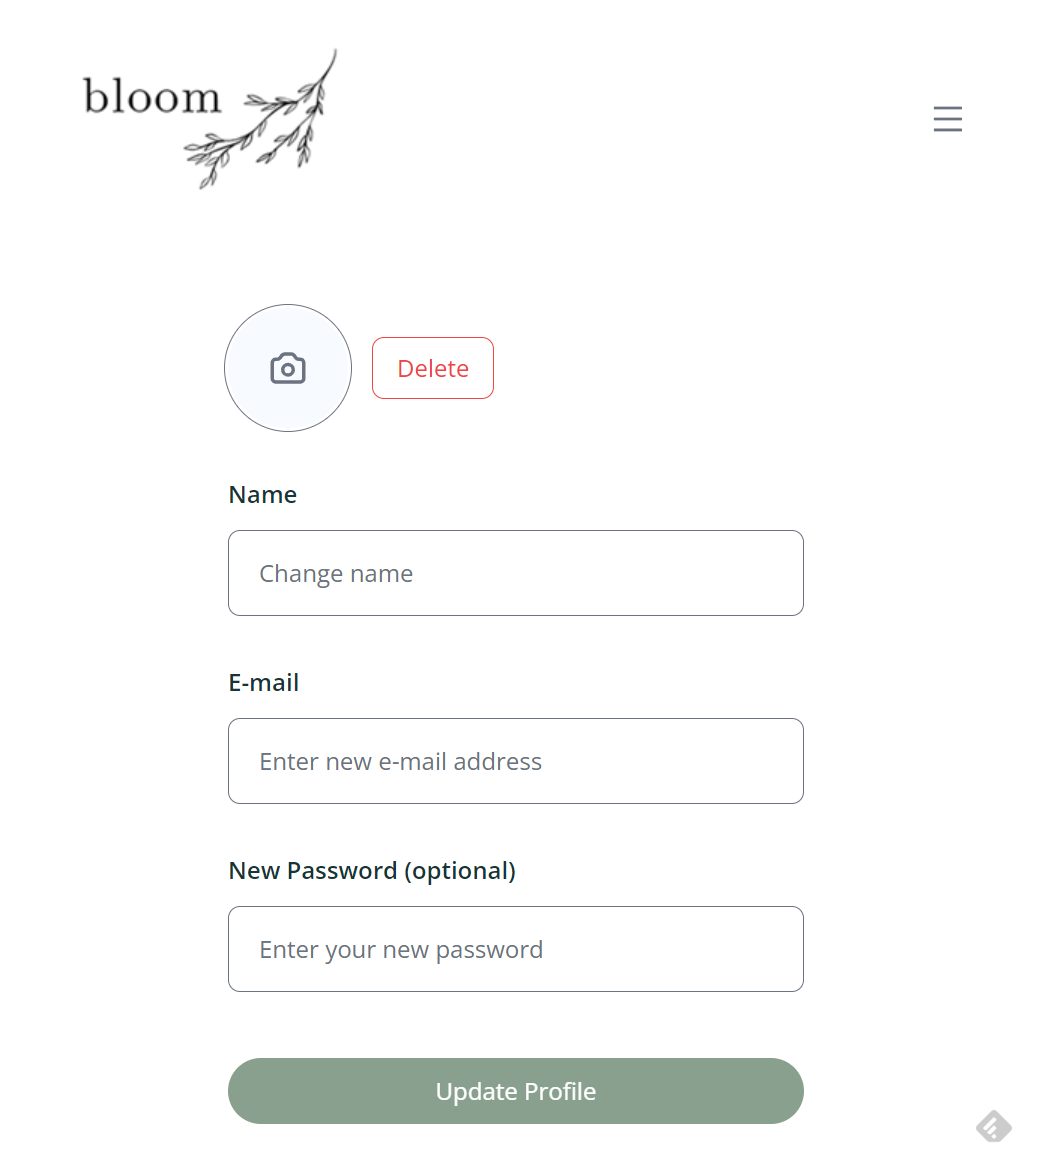 bloom
Delete
Name
Change name
E-mail
Enter new e-mail address
New Password (optional)
Enter your new password
Update Profile